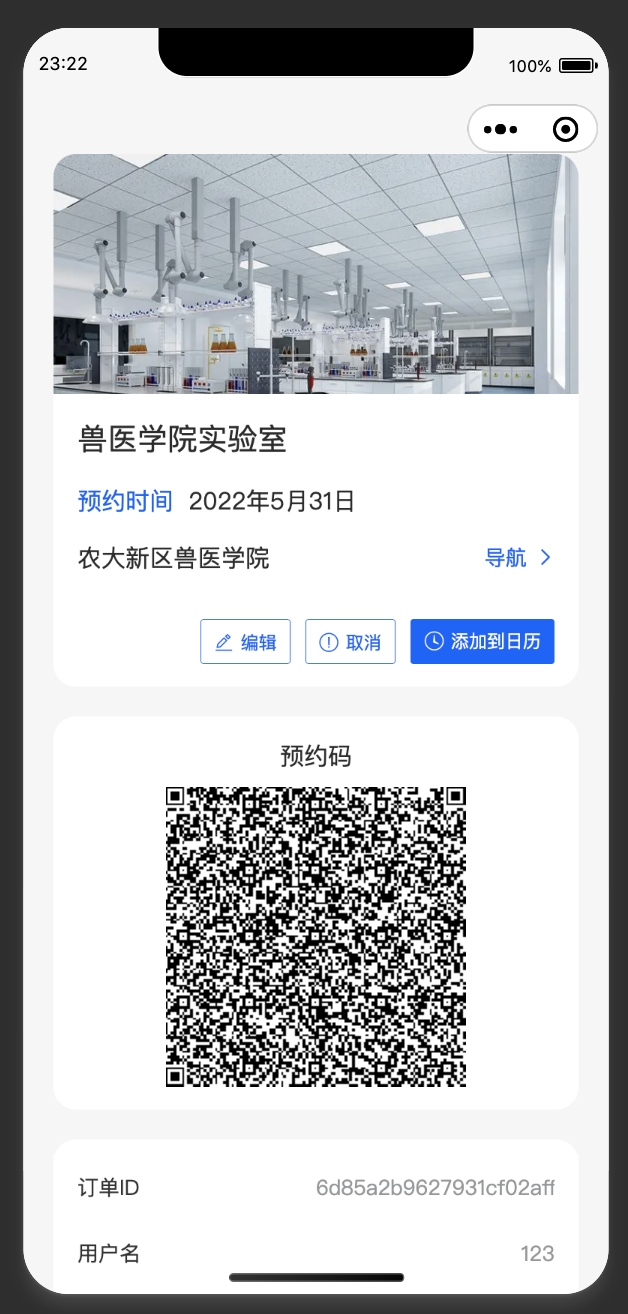 23:22
100%
兽医学院实验室
预约时间 2022年5月31日
农大新区兽医学院 导航
编辑 取消 添加到日历
预约码
订单ID 6d85a2b9627931cf02aff
用户名 123